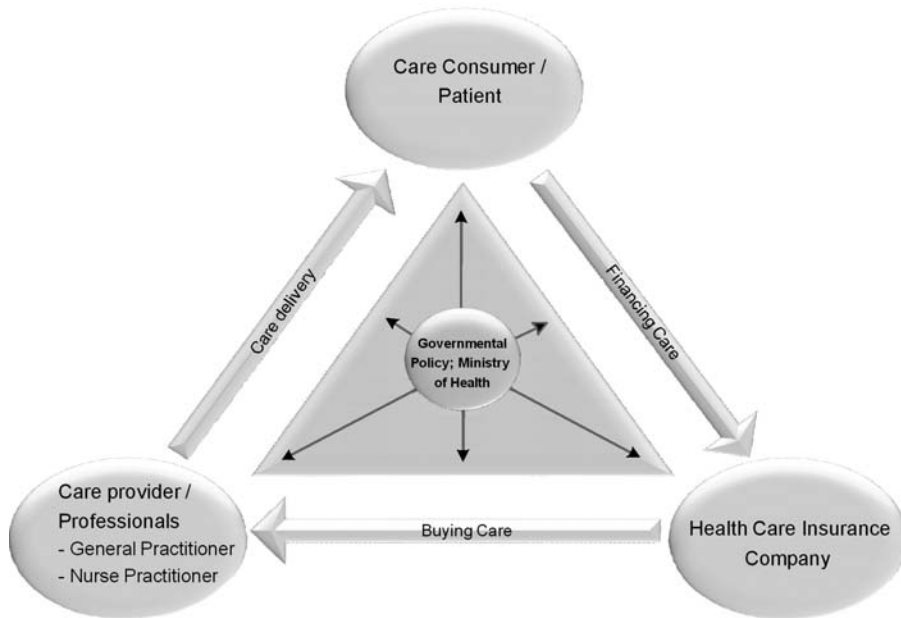 Care Consumer /
Patient
Care delivery
Financing Care
Governmental
Policy; Ministry
of Health
Care provider /
Professionals
- General Practitioner
- Nurse Practitioner
Buying Care
Health Care Insurance
Company